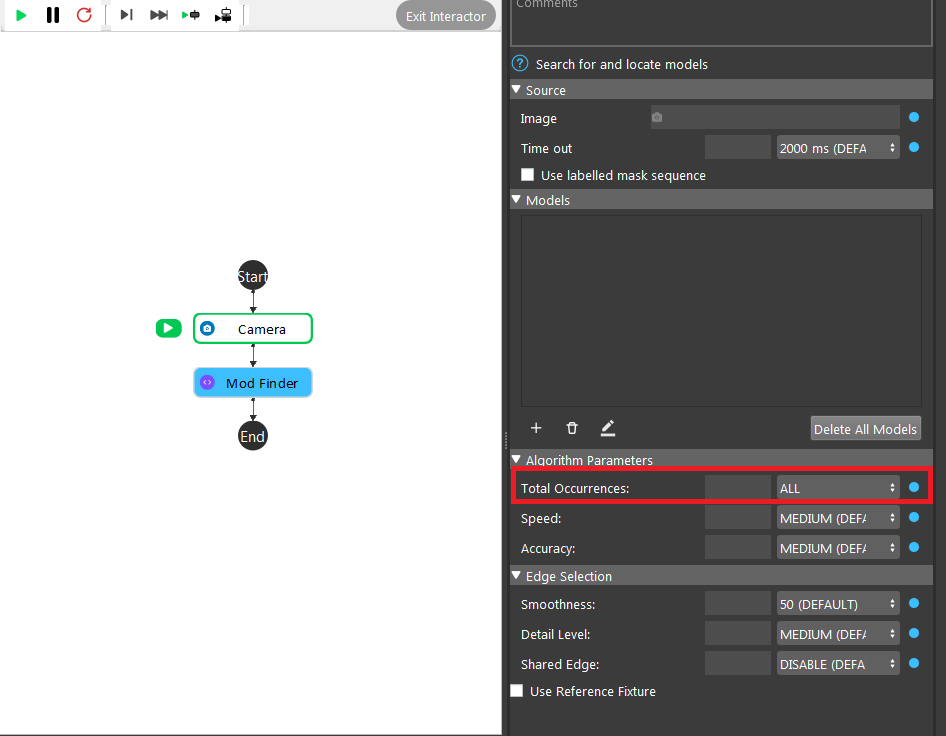 Exit Interactor
Start
Camera
Mod Finder
End
Comments
Search for and locate models
Source
Image
Time out 2000 ms (DEFA
Use labelled mask sequence
Models
Delete All Models
Algorithm Parameters
Total Occurrences: ALL
Speed: MEDIUM (DEFA
Accuracy: MEDIUM (DEFA
Edge Selection
Smoothness: 50 (DEFAULT)
Detail Level: MEDIUM (DEFA
Shared Edge: DISABLE (DEFA
Use Reference Fixture